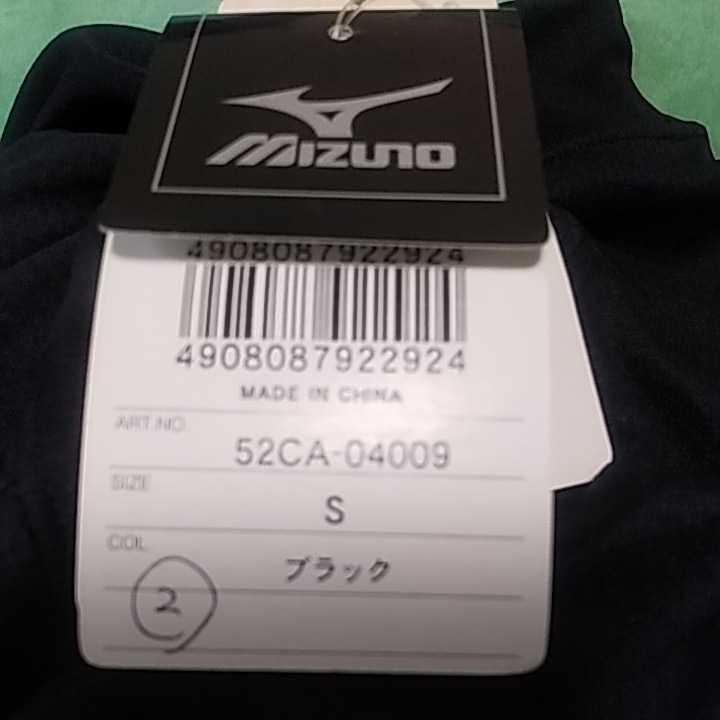 MIZUNO
4908087922924
4908087922924
MADE IN CHINA
ART.NO.
52CA-04009
SIZE
S
COL.
ブラック
2